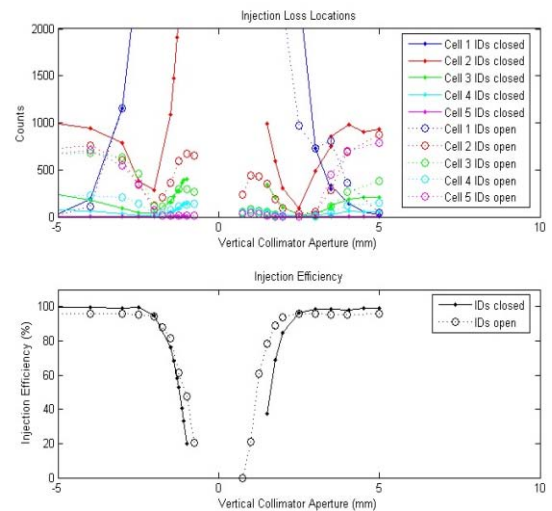 Injection Loss Locations
2000
1500
1000
500
0
Counts
-5
0
5
10
Vertical Collimator Aperture (mm)
Cell 1 IDs closed
Cell 2 IDs closed
Cell 3 IDs closed
Cell 4 IDs closed
Cell 5 IDs closed
Cell 1 IDs open
Cell 2 IDs open
Cell 3 IDs open
Cell 4 IDs open
Cell 5 IDs open
Injection Efficiency
100
80
60
40
20
0
Injection Efficiency (%)
-5
0
5
10
Vertical Collimator Aperture (mm)
IDs closed
IDs open